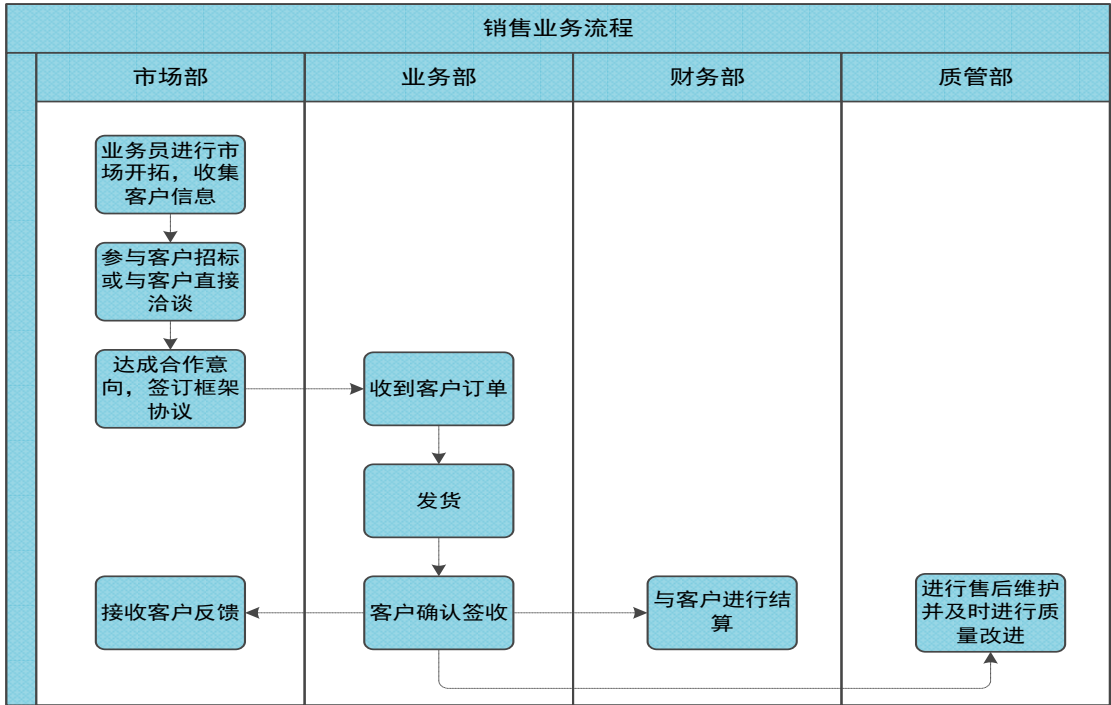 销售业务流程
市场部
业务部
财务部
质管部
业务员进行市
场开拓，收集
客户信息
参与客户招标
或与客户直接
洽谈
达成合作意
向，签订框架
协议
收到客户订单
发货
接收客户反馈
客户确认签收
与客户进行结
算
进行售后维护
并及时进行质
量改进